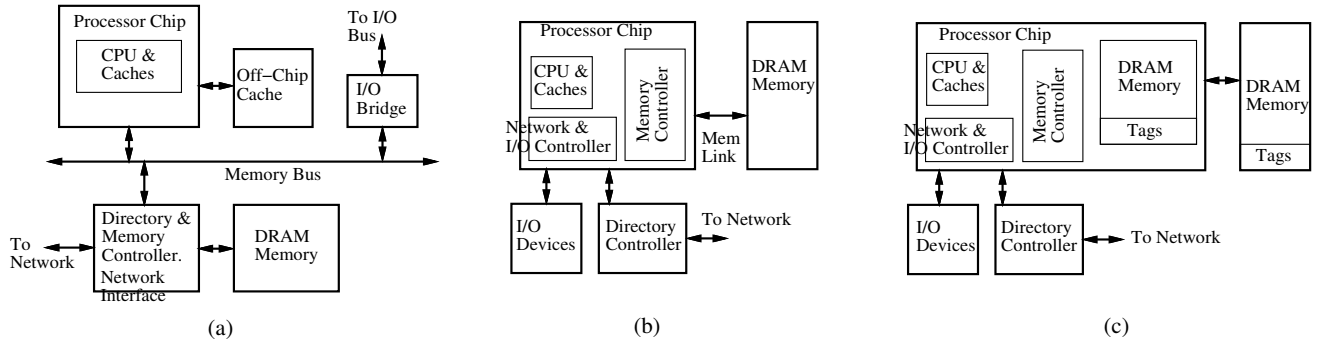 Processor Chip
CPU &
Caches
Off−Chip
Cache
To I/O
Bus
I/O
Bridge
Memory Bus
Directory &
Memory
Controller.
Network
Interface
To
Network
DRAM
Memory
(a)
Processor Chip
CPU &
Caches
Memory
Controller
Network &
I/O Controller
DRAM
Memory
Mem
Link
I/O
Devices
Directory
Controller
To Network
(b)
Processor Chip
CPU &
Caches
Memory
Controller
DRAM
Memory
Tags
Network &
I/O Controller
DRAM
Memory
Tags
I/O
Devices
Directory
Controller
To Network
(c)